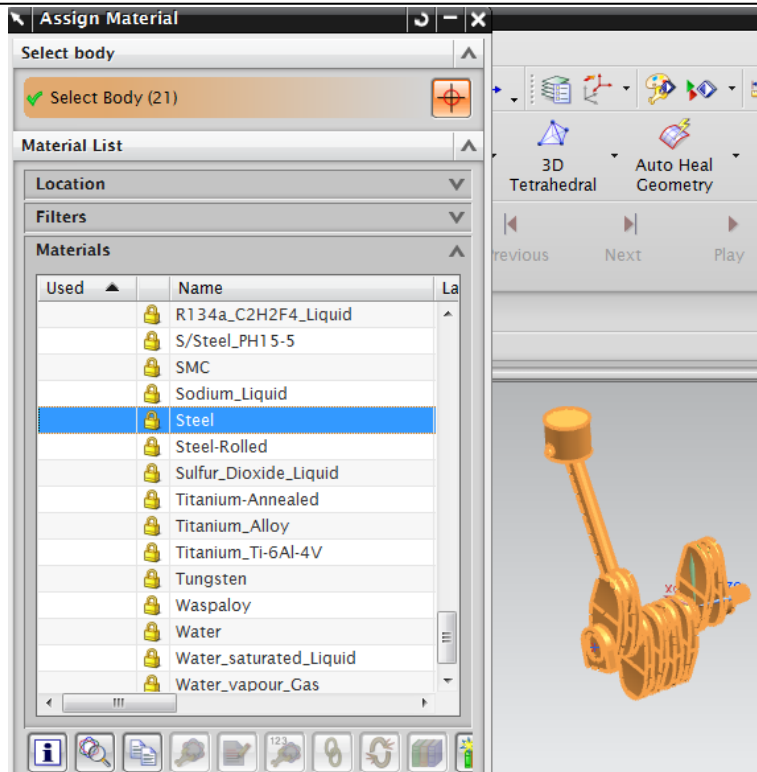 Assign Material
Select body
Select Body (21)
Material List
Location
Filters
Materials
Used Name La
R134a_C2H2F4_Liquid
S/Steel_PH15-5
SMC
Sodium_Liquid
Steel
Steel-Rolled
Sulfur_Dioxide_Liquid
Titanium-Annealed
Titanium_Alloy
Titanium_Ti-6Al-4V
Tungsten
Waspaloy
Water
Water_saturated_Liquid
Water_vapour_Gas
123
3D
Tetrahedral
Auto Heal
Geometry
Previous Next Play